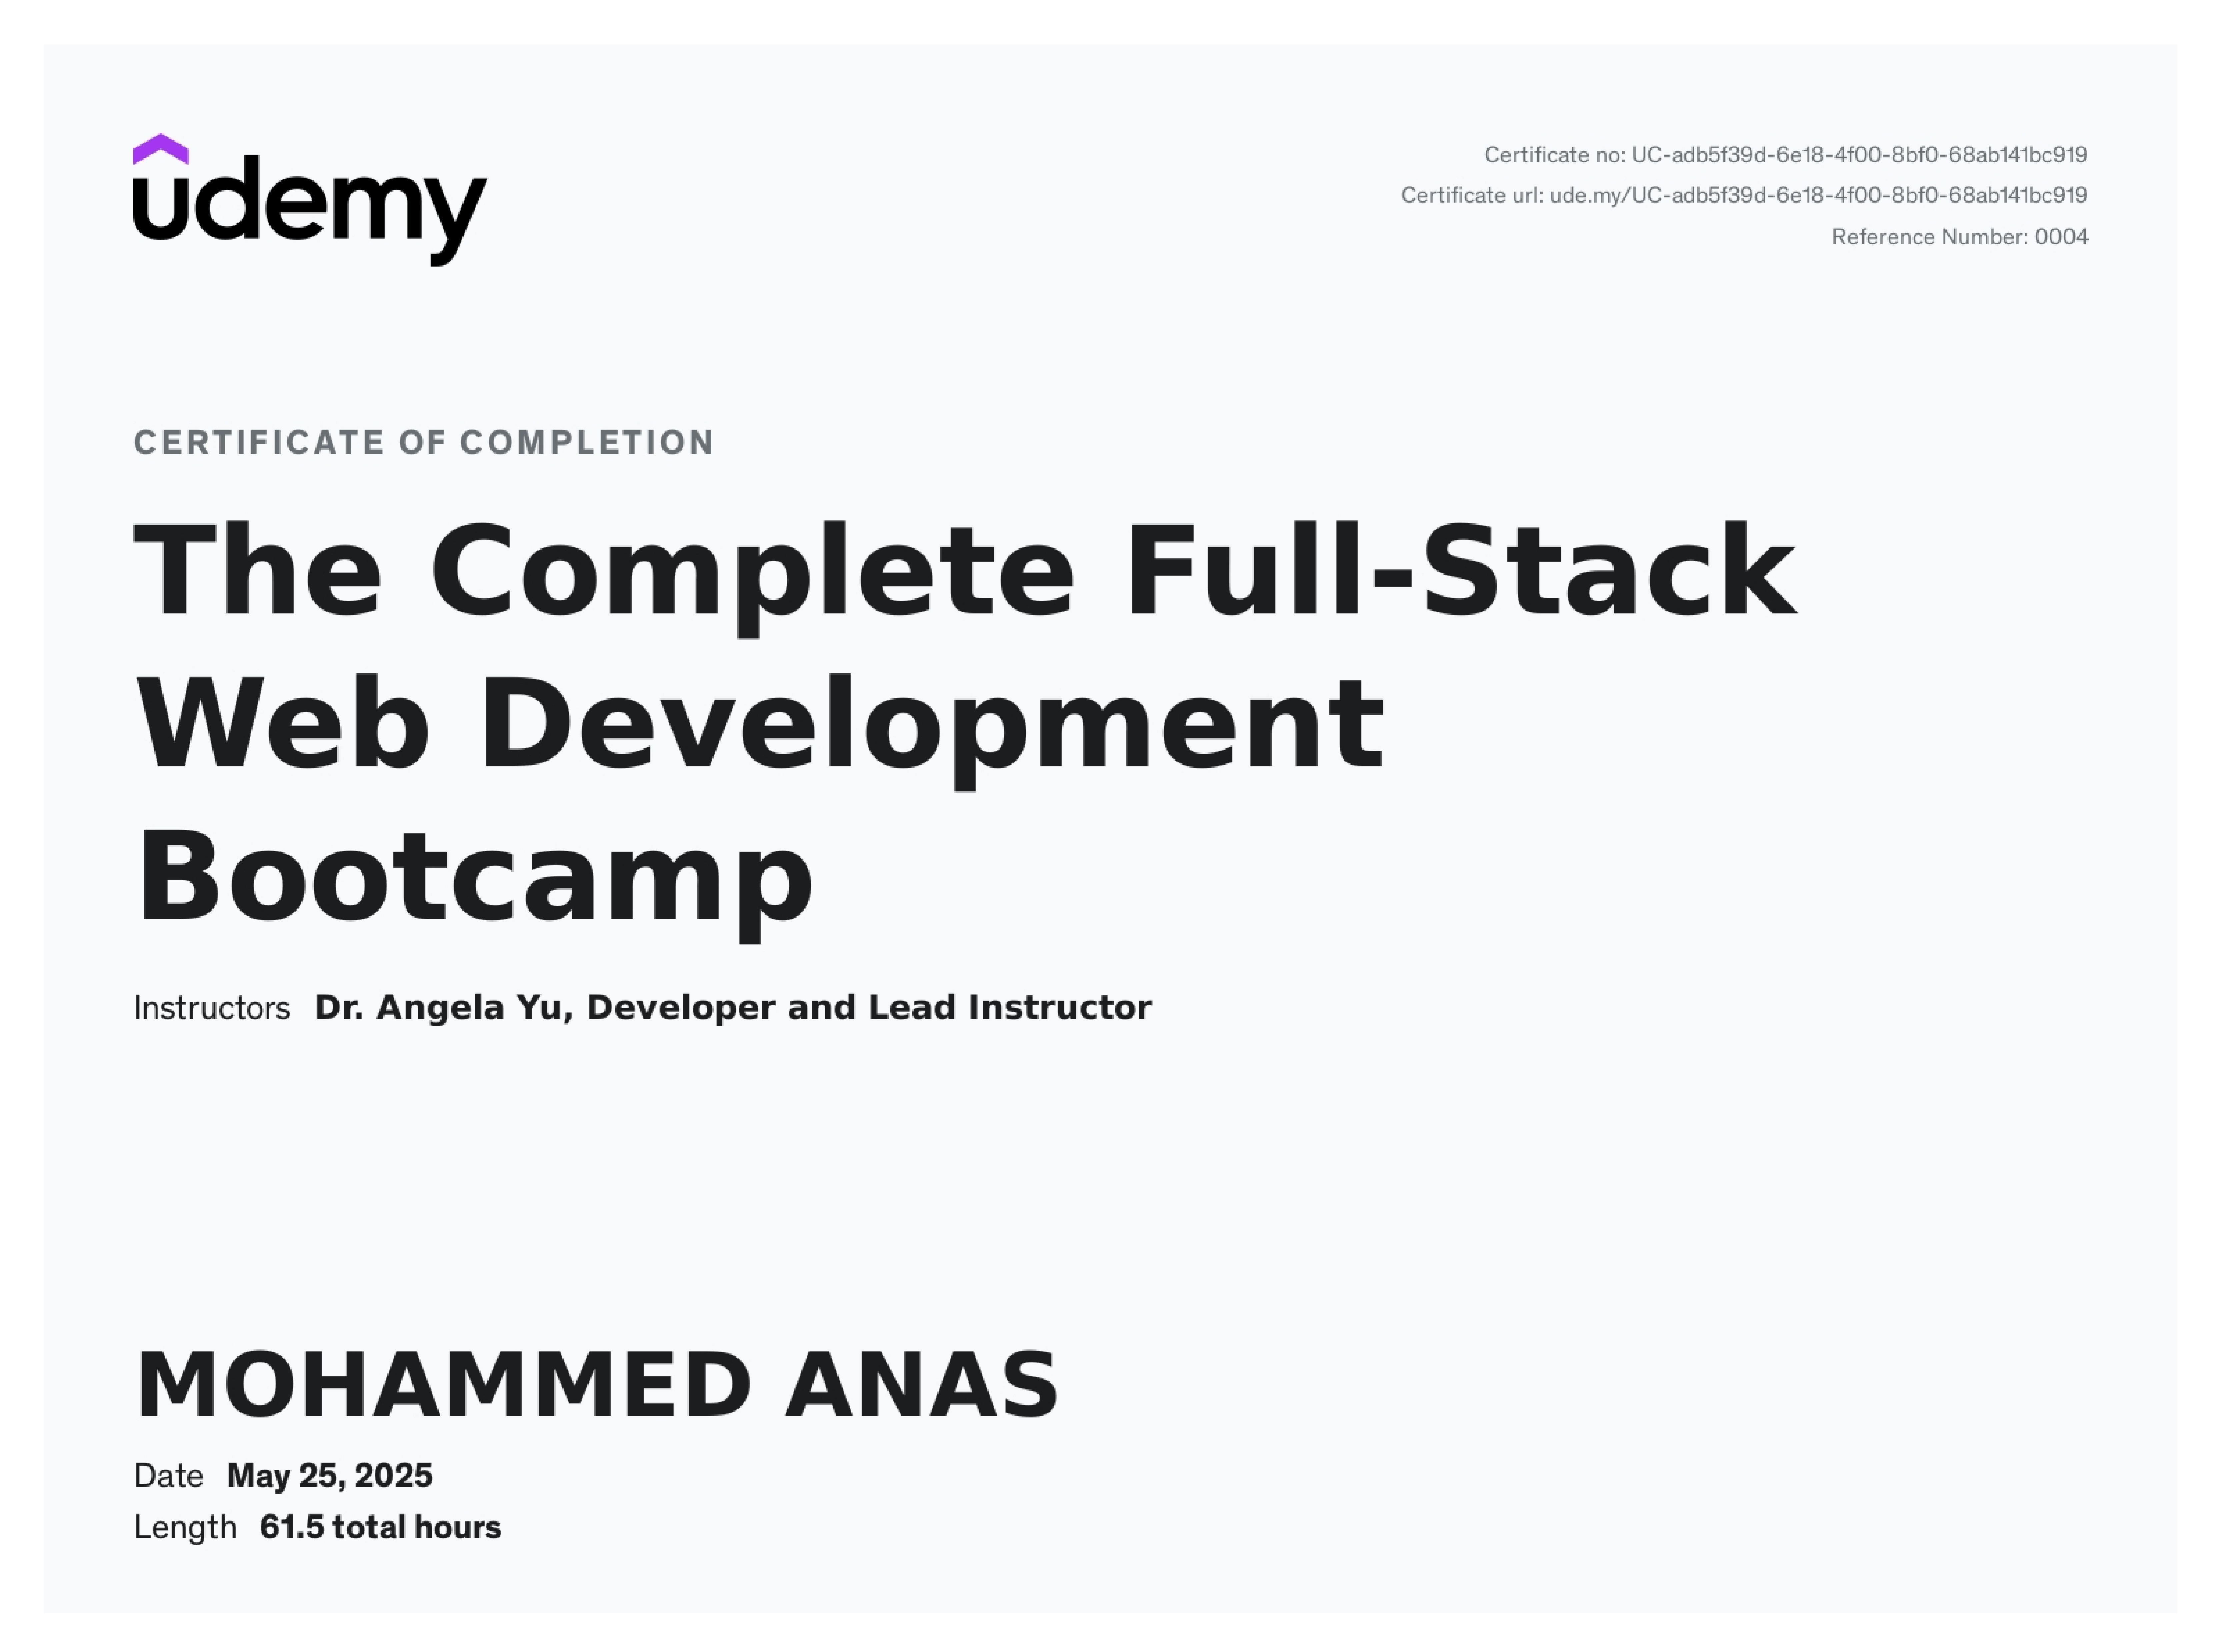 udemy
Certificate no: UC-adb5f39d-6e18-4f00-8bf0-68ab141bc919
Certificate url: ude.my/UC-adb5f39d-6e18-4f00-8bf0-68ab141bc919
Reference Number: 0004
CERTIFICATE OF COMPLETION
The Complete Full-Stack
Web Development
Bootcamp
Instructors Dr. Angela Yu, Developer and Lead Instructor
MOHAMMED ANAS
Date May 25, 2025
Length 61.5 total hours